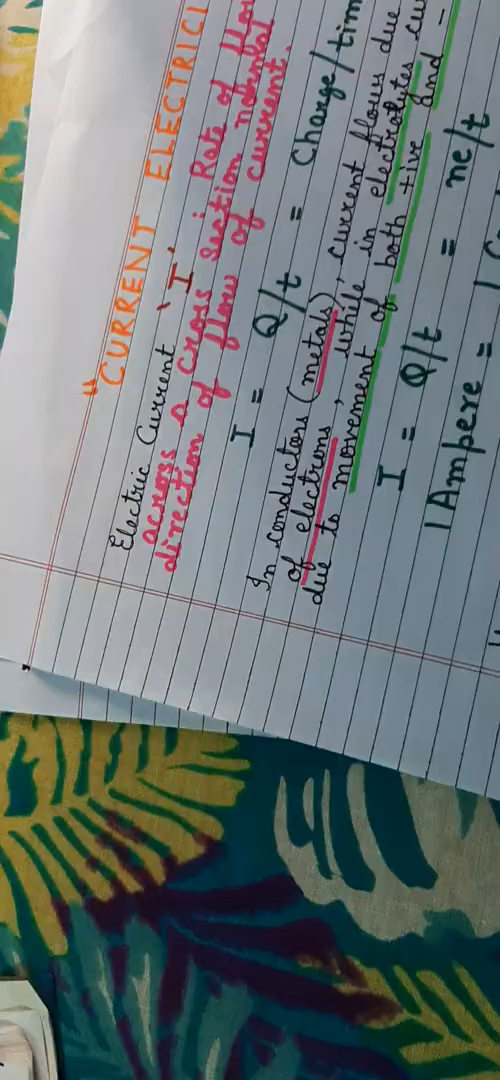 "CURRENT ELECTRICI
Electric Current 'I' : Rate of flow
across a cross section normal
direction of flow of current.
I = Q/t = Charge/tim
In conductors (metals), current flows due
of electrons, while in electrolytes cu
due to movement of both +ive and -
I = Q/t = ne/t
1 Ampere = 1